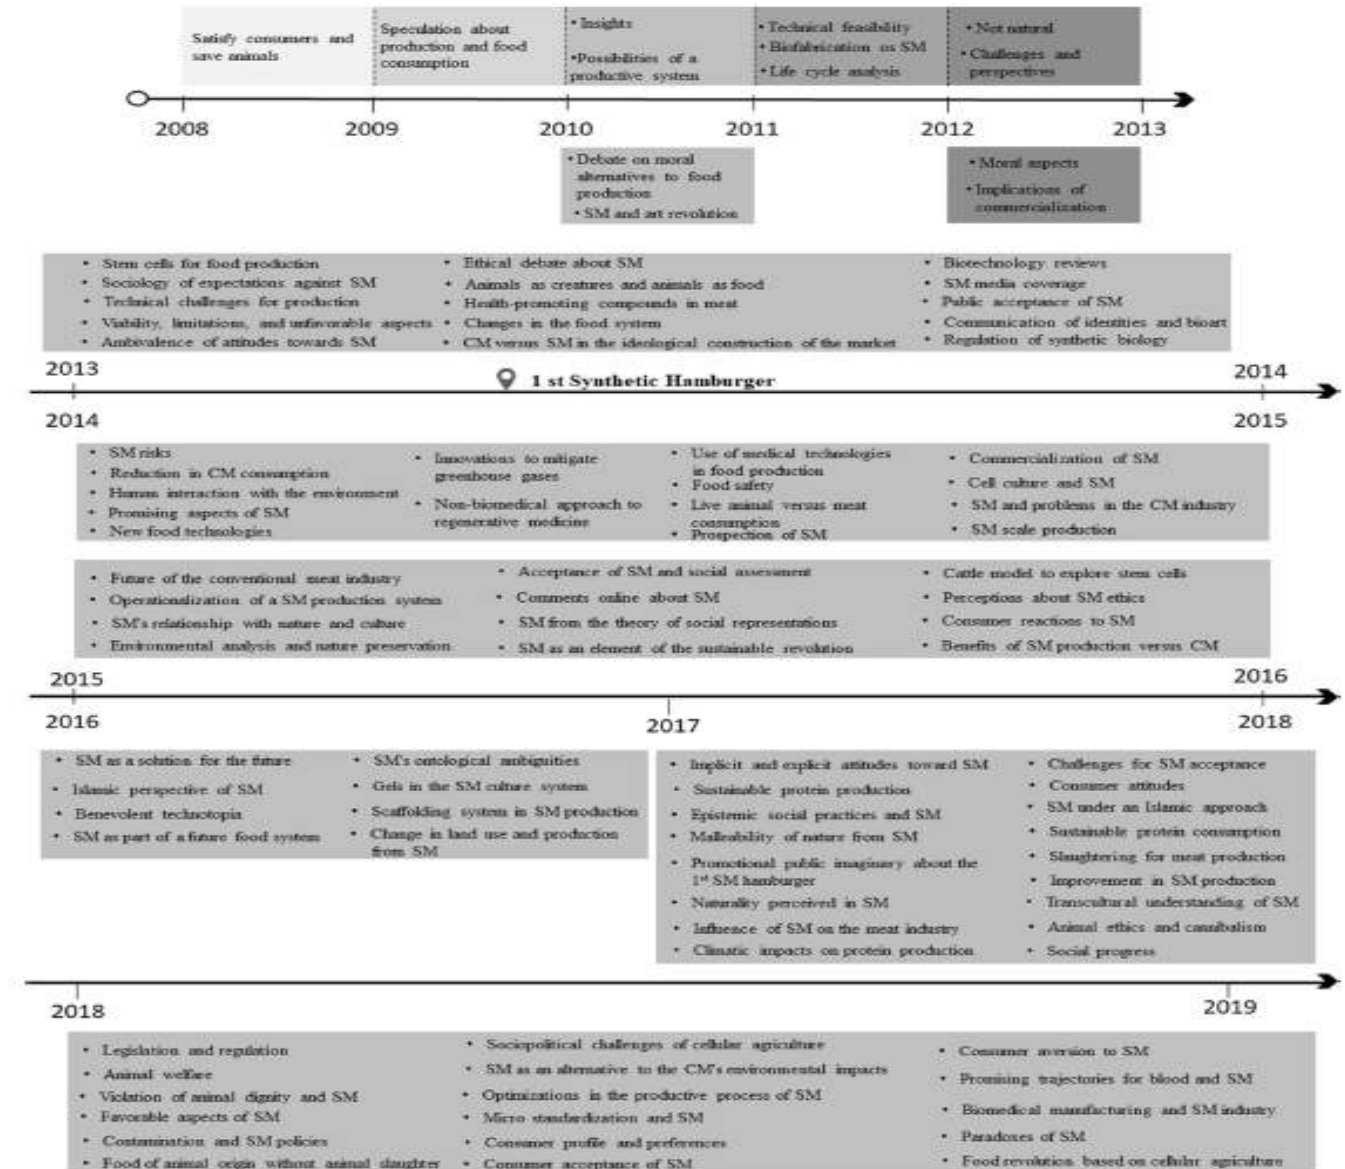 Satisfy consumers and
save animals
Speculation about
production and food
consumption
• Insights
•Possibilities of a
productive system
• Technical feasibility
• Biofabrication os SM
• Life cycle analysis
• Not natural
• Challenges and
perspectives
2008
2009
2010
2011
2012
2013
• Debate on moral
alternatives to food
production
• SM and art revolution
• Moral aspects
• Implications of
commercialization
• Stem cells for food production
• Sociology of expectations against SM
• Technical challenges for production
• Viability, limitations, and unfavorable aspects
• Ambivalence of attitudes towards SM
• Ethical debate about SM
• Animals as creatures and animals as food
• Health-promoting compounds in meat
• Changes in the food system
• CM versus SM in the ideological construction of the market
• Biotechnology reviews
• SM media coverage
• Public acceptance of SM
• Communication of identities and bioart
• Regulation of synthetic biology
2013
1 st Synthetic Hamburger
2014
2014
2015
• SM risks
• Reduction in CM consumption
• Human interaction with the environment
• Promising aspects of SM
• New food technologies
• Innovations to mitigate
greenhouse gases
• Non-biomedical approach to
regenerative medicine
• Use of medical technologies
in food production
• Food safety
• Live animal versus meat
consumption
• Prospection of SM
• Commercialization of SM
• Cell culture and SM
• SM and problems in the CM industry
• SM scale production
• Future of the conventional meat industry
• Operationalization of a SM production system
• SM's relationship with nature and culture
• Environmental analysis and nature preservation
• Acceptance of SM and social assessment
• Comments online about SM
• SM from the theory of social representations
• SM as an element of the sustainable revolution
• Cattle model to explore stem cells
• Perceptions about SM ethics
• Consumer reactions to SM
• Benefits of SM production versus CM
2015
2016
2016
2017
2018
• SM as a solution for the future
• Islamic perspective of SM
• Benevolent technotopia
• SM as part of a future food system
• SM's ontological ambiguities
• Gels in the SM culture system
• Scaffolding system in SM production
• Change in land use and production
from SM
• Implicit and explicit attitudes toward SM
• Sustainable protein production
• Epistemic social practices and SM
• Malleability of nature from SM
• Promotional public imaginary about the
1st SM hamburger
• Naturality perceived in SM
• Influence of SM on the meat industry
• Climatic impacts on protein production
• Challenges for SM acceptance
• Consumer attitudes
• SM under an Islamic approach
• Sustainable protein consumption
• Slaughtering for meat production
• Improvement in SM production
• Transcultural understanding of SM
• Animal ethics and cannibalism
• Social progress
2018
2019
• Legislation and regulation
• Animal welfare
• Violation of animal dignity and SM
• Favorable aspects of SM
• Contamination and SM policies
• Food of animal origin without animal slaughter
• Sociopolitical challenges of cellular agriculture
• SM as an alternative to the CM's environmental impacts
• Optimizations in the productive process of SM
• Micro standardization and SM
• Consumer profile and preferences
• Consumer acceptance of SM
• Consumer aversion to SM
• Promising trajectories for blood and SM
• Biomedical manufacturing and SM industry
• Paradoxes of SM
• Food revolution based on cellular agriculture